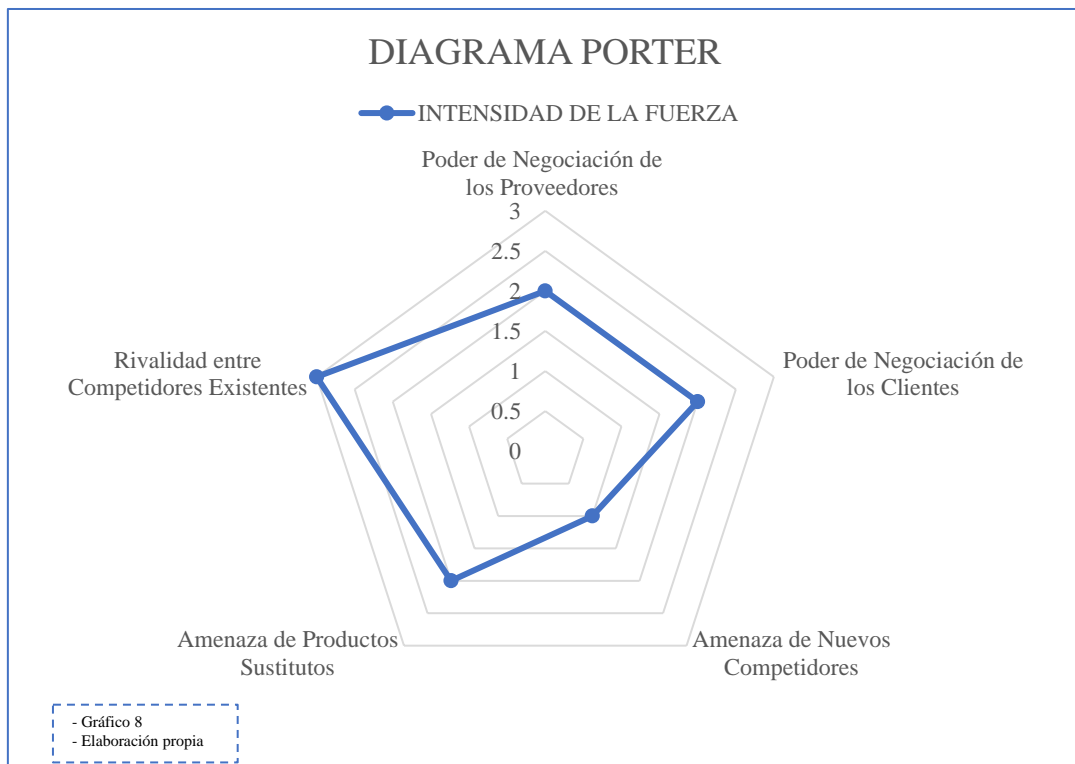 DIAGRAMA PORTER
INTENSIDAD DE LA FUERZA
Poder de Negociación de
los Proveedores
3
2.5
2
1.5
1
0.5
0
Poder de Negociación de
los Clientes
Rivalidad entre
Competidores Existentes
Amenaza de Productos
Sustitutos
Amenaza de Nuevos
Competidores
- Gráfico 8
- Elaboración propia